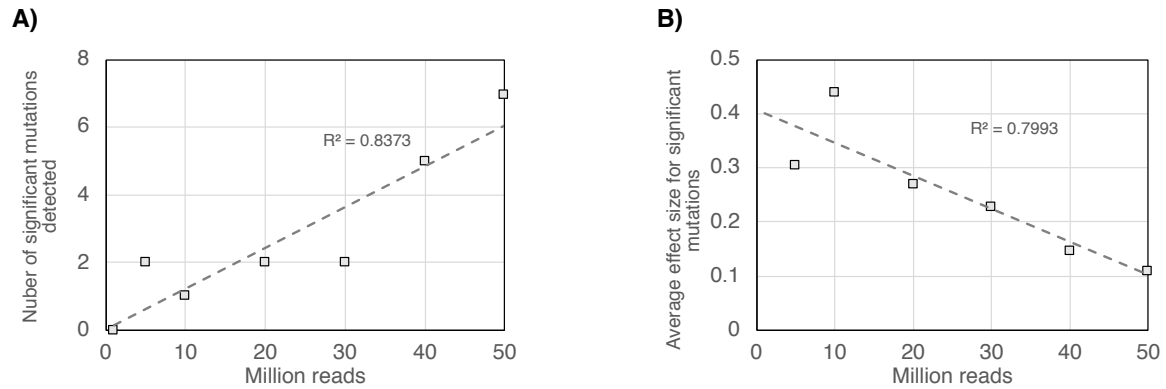 A)
Nuber of significant mutations
detected
8
6
4
2
0
R² = 0.8373
0 10 20 30 40 50
Million reads
B)
Average effect size for significant
mutations
0.5
0.4
0.3
0.2
0.1
0
R² = 0.7993
0 10 20 30 40 50
Million reads